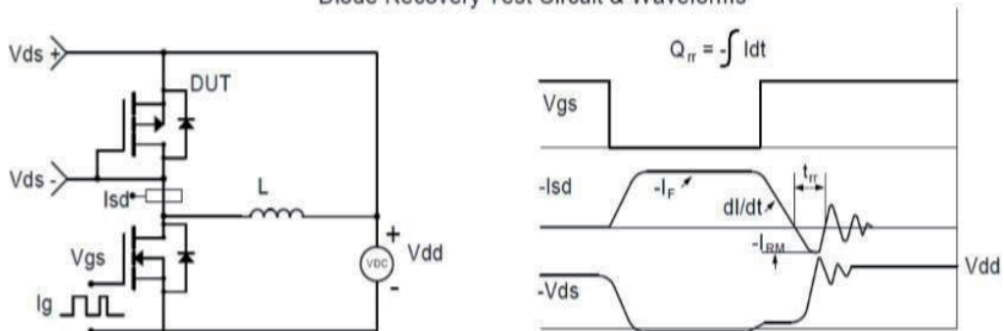 Diode Recovery Test Circuit & Waveforms
Vds +
DUT
Vds -
Isd
L
Vgs
Ig
+
VDC
-
Vdd
Qrr = -∫ Idt
Vgs
-Isd
-IF
dI/dt
trr
-IRM
Vdd
-Vds